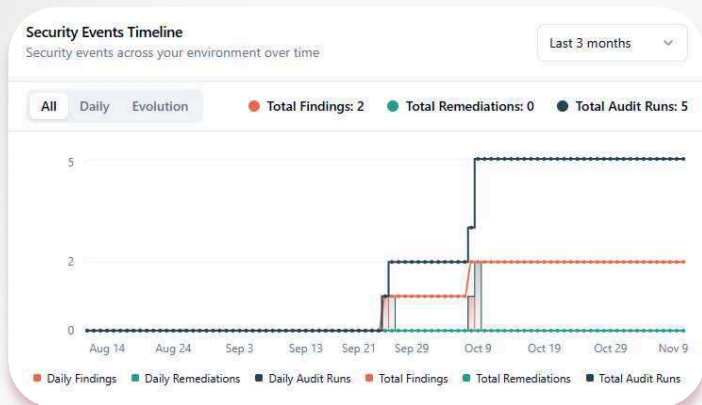 Security Events Timeline
Security events across your environment over time
Last 3 months
All Daily Evolution
Total Findings: 2 Total Remediations: 0 Total Audit Runs: 5
5
2
0
Aug 14 Aug 24 Sep 3 Sep 13 Sep 21 Sep 29 Oct 9 Oct 19 Oct 29 Nov 9
Daily Findings Daily Remediations Daily Audit Runs Total Findings Total Remediations Total Audit Runs